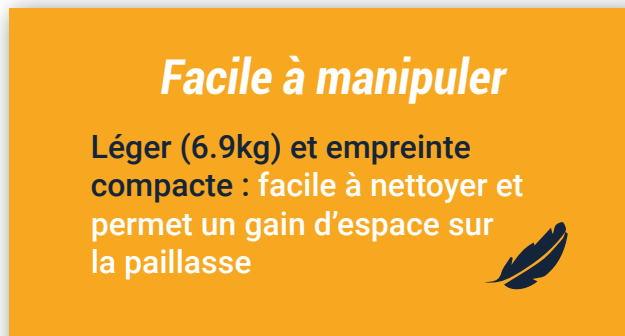 Facile à manipuler
Léger (6.9kg) et empreinte
compacte : facile à nettoyer et
permet un gain d’espace sur
la paillasse